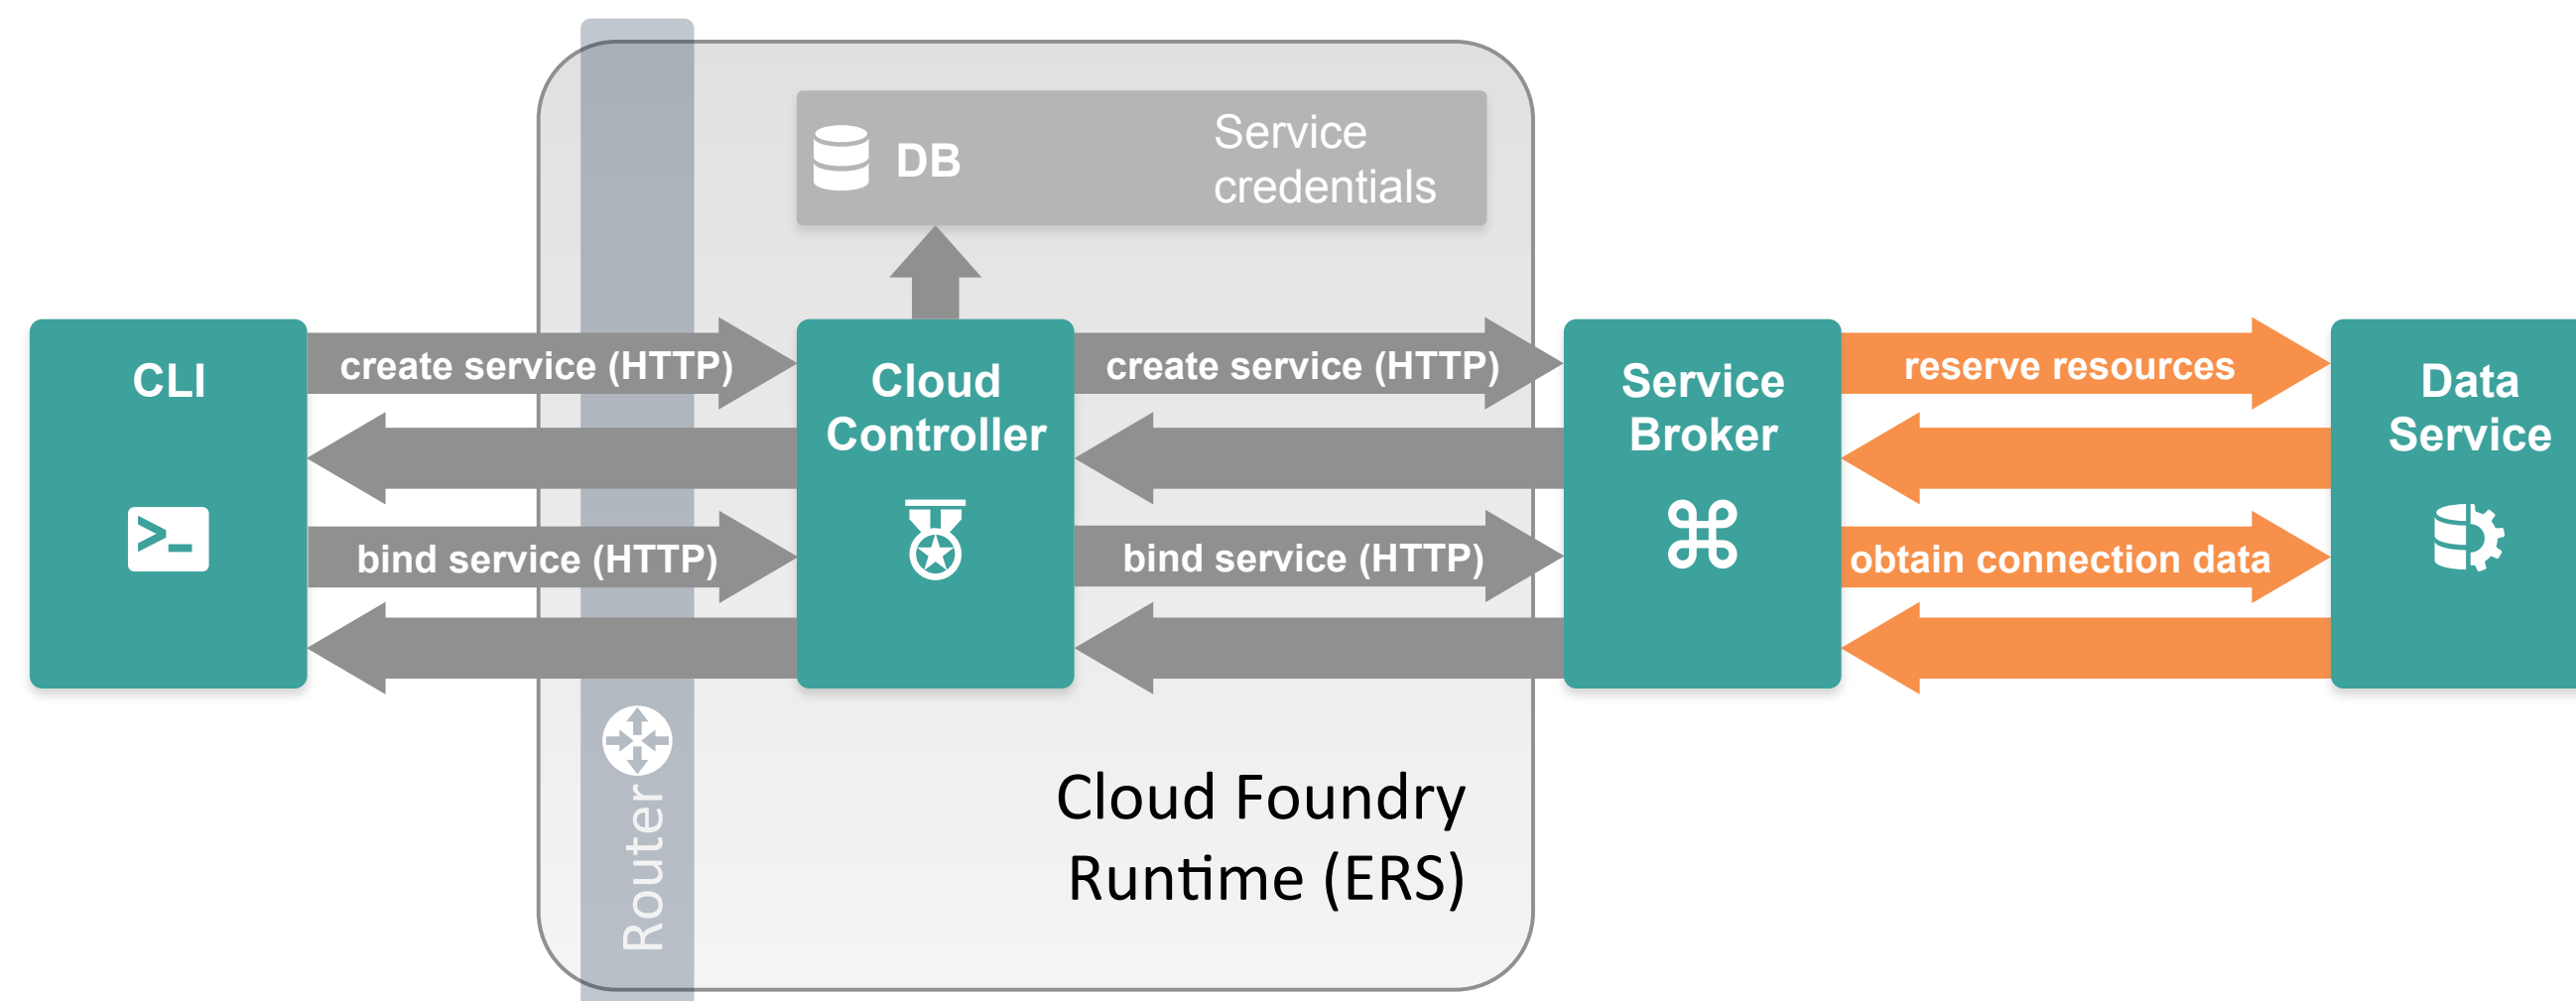 DB
Service
credentials
CLI
create service (HTTP)
Cloud
Controller
create service (HTTP)
Service
Broker
reserve resources
Data
Service
bind service (HTTP)
bind service (HTTP)
obtain connection data
Router
Cloud Foundry
Runtime (ERS)